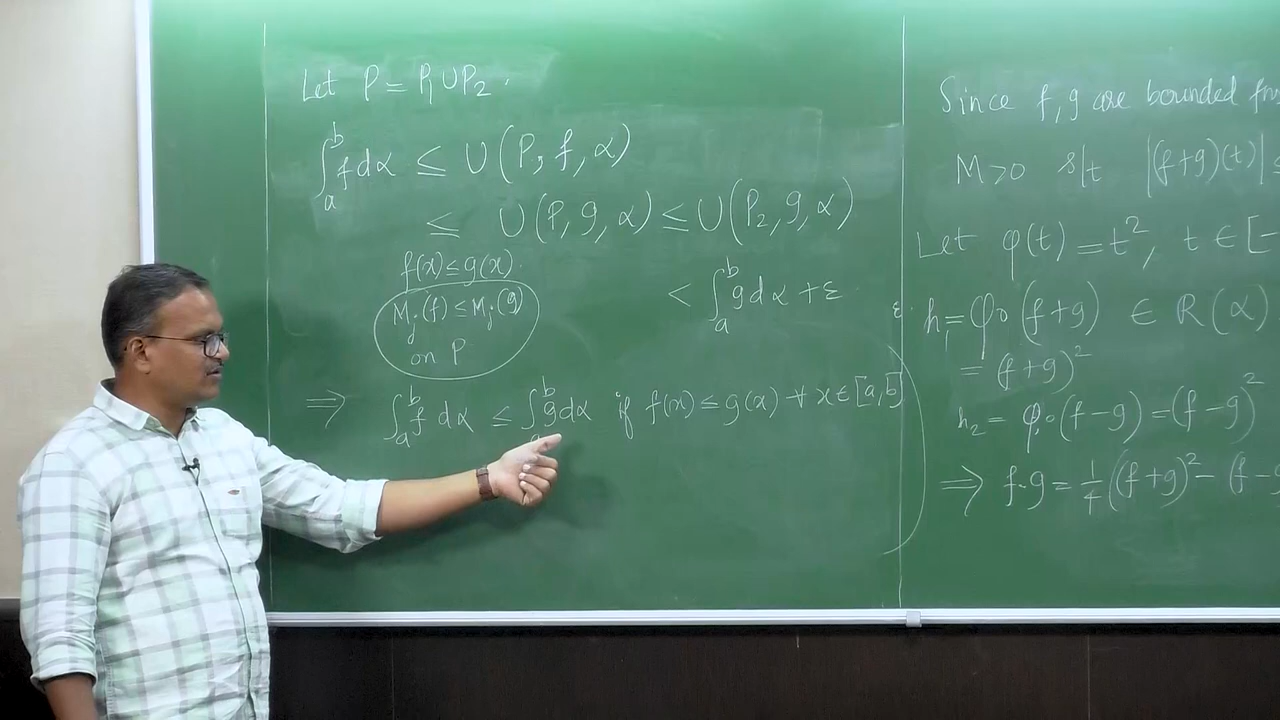 Let P = P₁ ∪ P₂.
∫ₐᵇ f dα ≤ U(P, f, α)
≤ U(P, g, α) ≤ U(P₂, g, α)
f(x) ≤ g(x).
< ∫ₐᵇ g dα + ε
Mⱼ(f) ≤ Mⱼ(g)
on P
⇒ ∫ₐᵇ f dα ≤ ∫ₐᵇ g dα if f(x) ≤ g(x) ∀ x ∈ [a, b]
Since f, g are bounded
M > 0 s/t |(f+g)(t)| ≤
Let φ(t) = t², t ∈ [-
h = φ∘(f+g) ∈ R(α)
= (f+g)²
h₂ = φ∘(f-g) = (f-g)²
⇒ f·g = 1/4 ((f+g)² - (f-g